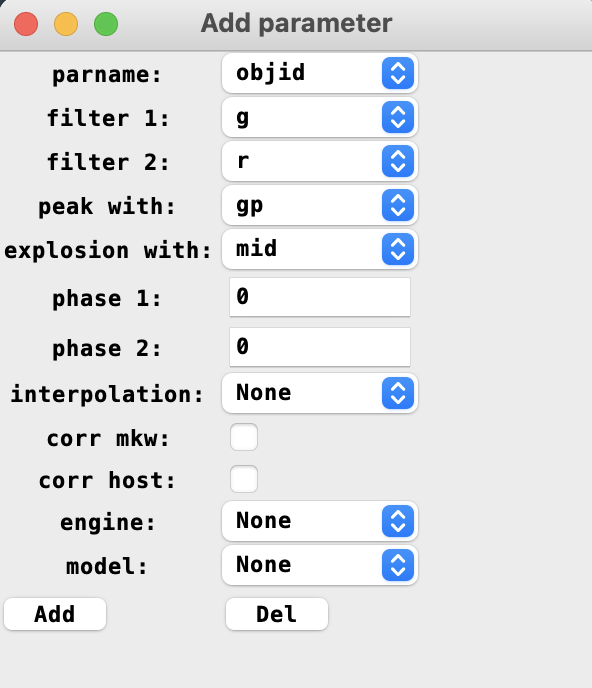 Add parameter
parname: objid
filter 1: g
filter 2: r
peak with: gp
explosion with: mid
phase 1: 0
phase 2: 0
interpolation: None
corr mkw:
corr host:
engine: None
model: None
Add Del